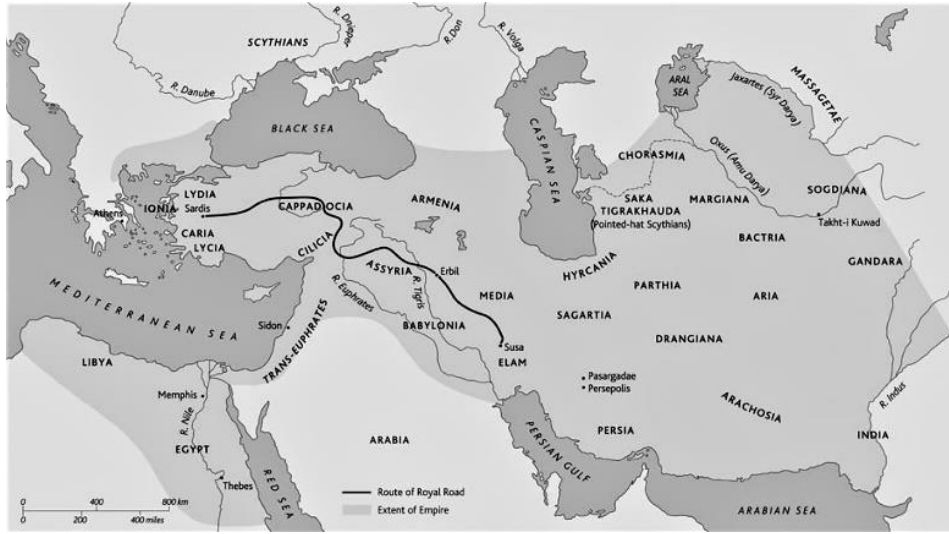 SCYTHIANS
R. Dnieper
R. Don
R. Volga
R. Danube
BLACK SEA
CASPIAN SEA
ARAL
SEA
Jaxartes (Syr Darya)
MASSAGETAE
CHORASMIA
Oxus (Amu Darya)
SOGDIANA
LYDIA
IONIA
Sardis
Athens
CAPPADIOCIA
ARMENIA
SAKA
TIGRAKHAUDA
(Pointed-hat Scythians)
MARGIANA
Takht-i Kuwad
CARIA
LYCIA
CILICIA
ASSYRIA
Erbil
R. Tigris
R. Euphrates
MEDIA
HYRCANIA
BACTRIA
GANDARA
PARTHIA
ARIA
MEDITERRANEAN SEA
Sidon
TRANS-EUPHRATES
BABYLONIA
SAGARTIA
DRANGIANA
Susa
ELAM
LIBYA
Memphis
R. Nile
Pasargadae
Persepolis
ARACHOSIA
R. Indus
EGYPT
ARABIA
PERSIAN GULF
PERSIA
INDIA
Thebes
RED SEA
ARABIAN SEA
0 400 800 km
0 200 400 miles
Route of Royal Road
Extent of Empire